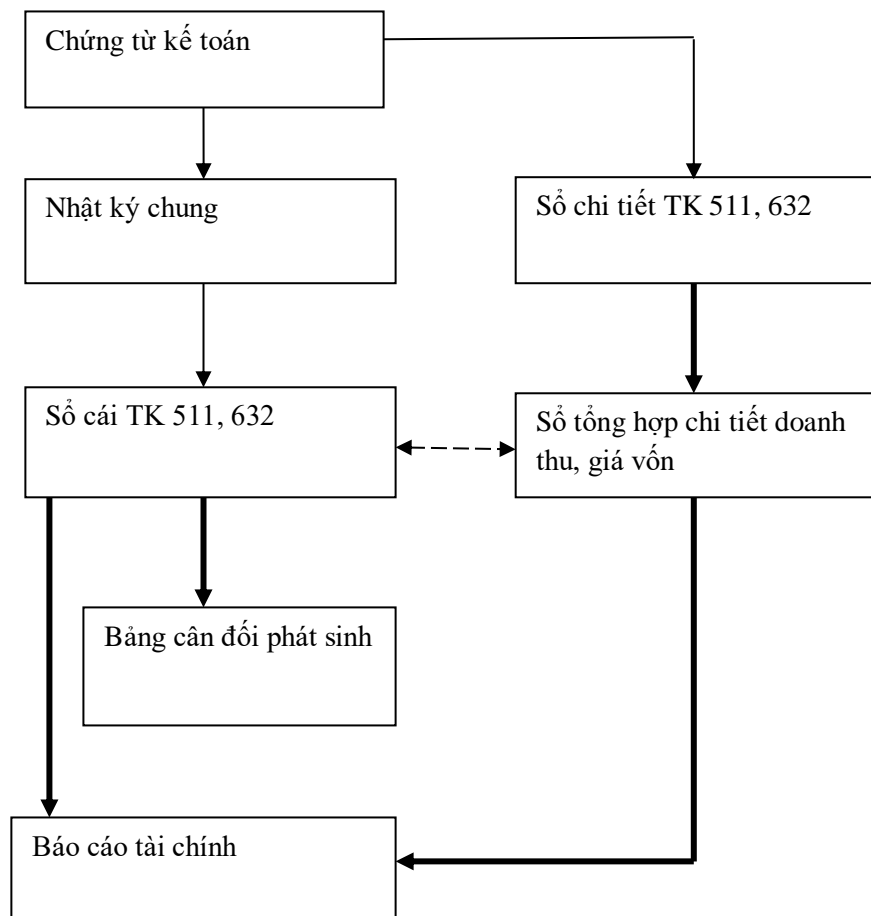 Chứng từ kế toán
Nhật ký chung
Sổ chi tiết TK 511, 632
Sổ cái TK 511, 632
Sổ tổng hợp chi tiết doanh
thu, giá vốn
Bảng cân đối phát sinh
Báo cáo tài chính